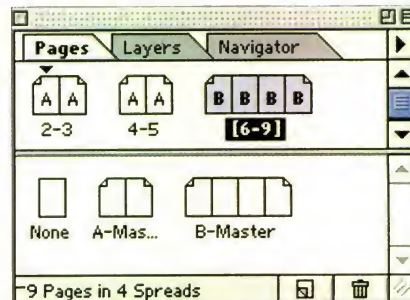 Pages Layers Navigator
A A A A B B B B
2-3 4-5 [6-9]
None A-Mas... B-Master
9 Pages in 4 Spreads